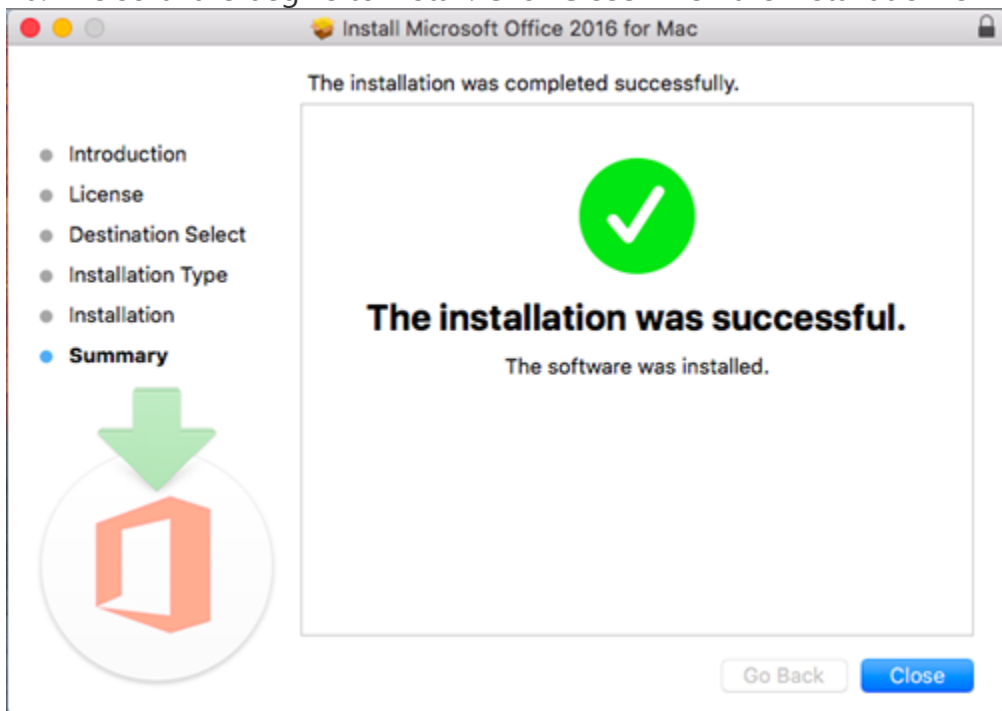 Install Microsoft Office 2016 for Mac
The installation was completed successfully.
Introduction
License
Destination Select
Installation Type
Installation
Summary
The installation was successful.
The software was installed.
Go Back
Close